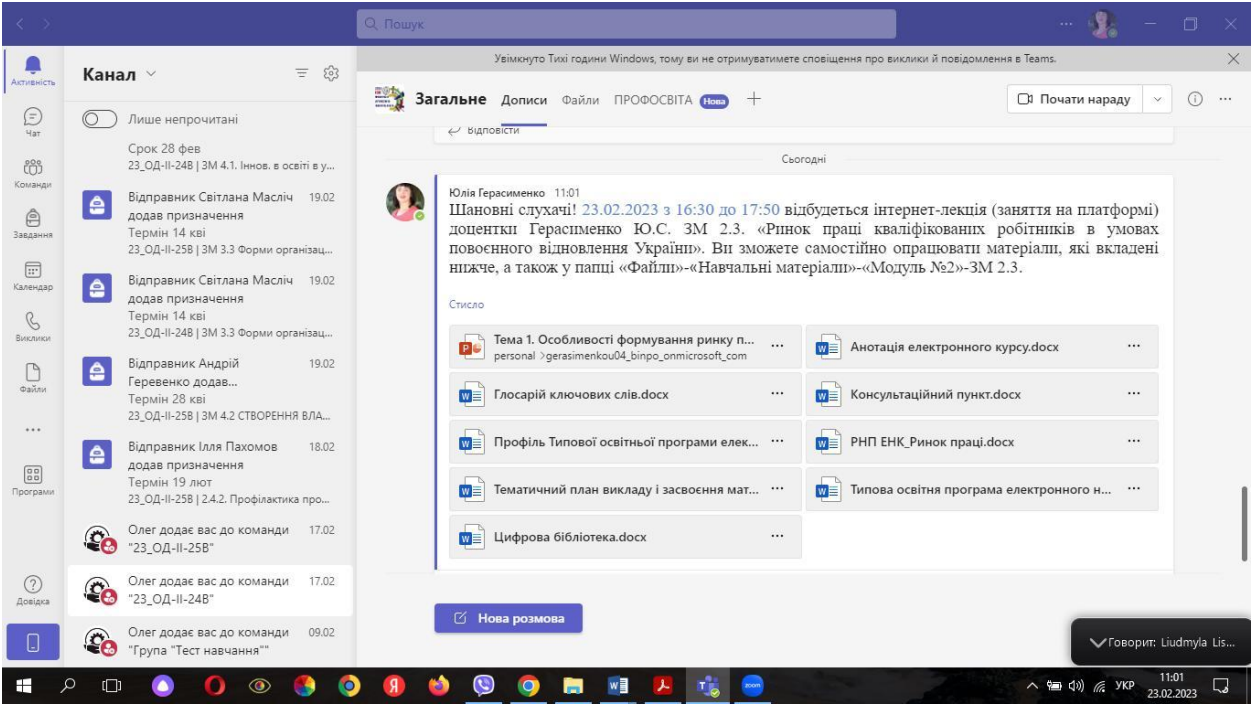 Пошук
Увімкнуто Тихі години Windows, тому ви не отримуватимете сповіщення про виклики й повідомлення в Teams.
Активність
Чат
Команди
Завдання
Календар
Виклики
Файли
Програми
Довідка
Канал
Лише непрочитані
Срок 28 фев
23_ОД-ІІ-24В | ЗМ 4.1. Іннов. в освіті в у...
Відправник Світлана Масліч 19.02
додав призначення
Термін 14 кві
23_ОД-ІІ-25В | ЗМ 3.3 Форми організац...
Відправник Світлана Масліч 19.02
додав призначення
Термін 14 кві
23_ОД-ІІ-24В | ЗМ 3.3 Форми організац...
Відправник Андрій 19.02
Геревенко додав...
Термін 28 кві
23_ОД-ІІ-25В | ЗМ 4.2 СТВОРЕННЯ ВЛА...
Відправник Ілля Пахомов 18.02
додав призначення
Термін 19 лют
23_ОД-ІІ-25В | 2.4.2. Профілактика про...
Олег додає вас до команди 17.02
"23_ОД-ІІ-25В"
Олег додає вас до команди 17.02
"23_ОД-ІІ-24В"
Олег додає вас до команди 09.02
"Група "Тест навчання""
Загальне Дописи Файли ПРОФОСВІТА Нова
Почати нараду
Відповісти
Сьогодні
Юлія Герасименко 11:01
Шановні слухачі! 23.02.2023 з 16:30 до 17:50 відбудеться інтернет-лекція (заняття на платформі)
доцентки Герасименко Ю.С. ЗМ 2.3. «Ринок праці кваліфікованих робітників в умовах
повоєнного відновлення України». Ви зможете самостійно опрацювати матеріали, які вкладені
нижче, а також у папці «Файли»-«Навчальні матеріали»-«Модуль №2»-ЗМ 2.3.
Стисло
Тема 1. Особливості формування ринку п...
personal >gerasimenkou04_binpo_onmicrosoft_com
Анотація електронного курсу.docx
Глосарій ключових слів.docx
Консультаційний пункт.docx
Профіль Типової освітньої програми елек...
РНП ЕНК_Ринок праці.docx
Тематичний план викладу і засвоєння мат...
Типова освітня програма електронного н...
Цифрова бібліотека.docx
Нова розмова
Говорит: Liudmyla Lis...
УКР
11:01
23.02.2023